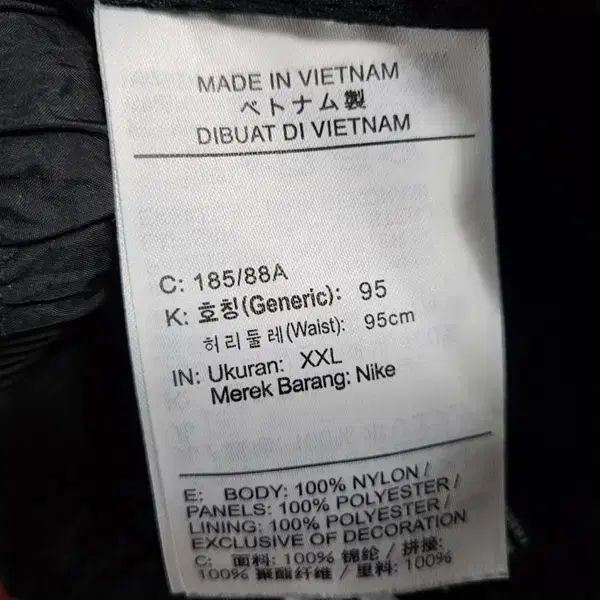 MADE IN VIETNAM
ベトナム製
DIBUAT DI VIETNAM
C: 185/88A
K: 호칭(Generic): 95
허리둘레(Waist): 95cm
IN: Ukuran: XXL
Merek Barang: Nike
E: BODY: 100% NYLON /
PANELS: 100% POLYESTER /
LINING: 100% POLYESTER /
EXCLUSIVE OF DECORATION
C: 面料: 100% 锦纶 / 拼接:
100% 聚酯纤维 / 里料: 100%